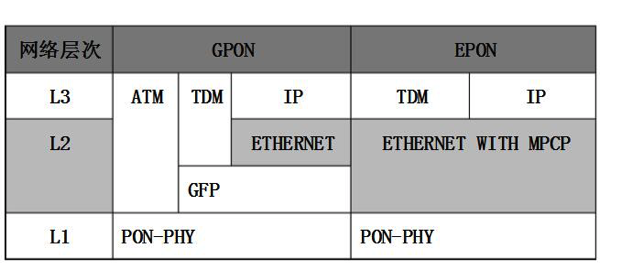 网络层次 GPON EPON
L3 ATM TDM IP TDM IP
L2 ETHERNET ETHERNET WITH MPCP
GFP
L1 PON-PHY PON-PHY